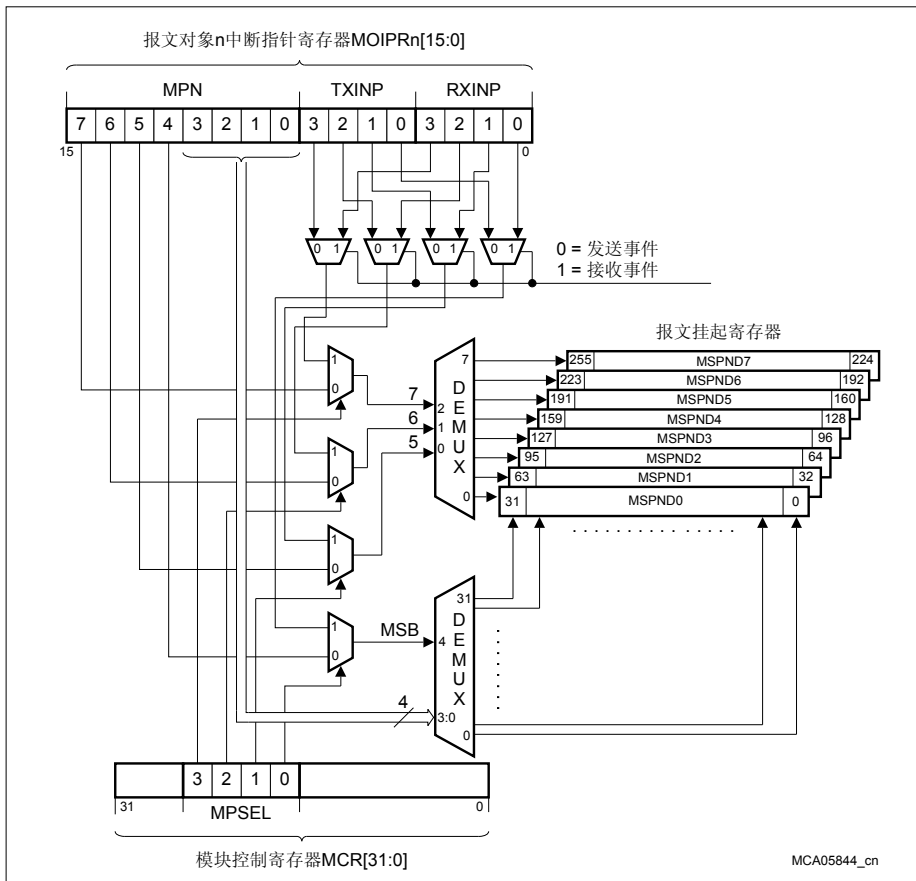 报文对象n中断指针寄存器MOIPRn[15:0]
MPN TXINP RXINP
7 6 5 4 3 2 1 0 3 2 1 0 3 2 1 0
15 0
0 1 0 1 0 1 0 1
0 = 发送事件
1 = 接收事件
报文挂起寄存器
1
0
7
6
5
1
0
1
0
1
0
MSB
4
7
2
1
0
DEMUX
0
255 MSPND7 224
223 MSPND6 192
191 MSPND5 160
159 MSPND4 128
127 MSPND3 96
95 MSPND2 64
63 MSPND1 32
31 MSPND0 0
31
4
DEMUX
3:0
0
3 2 1 0
31 0
MPSEL
模块控制寄存器MCR[31:0]
MCA05844_cn